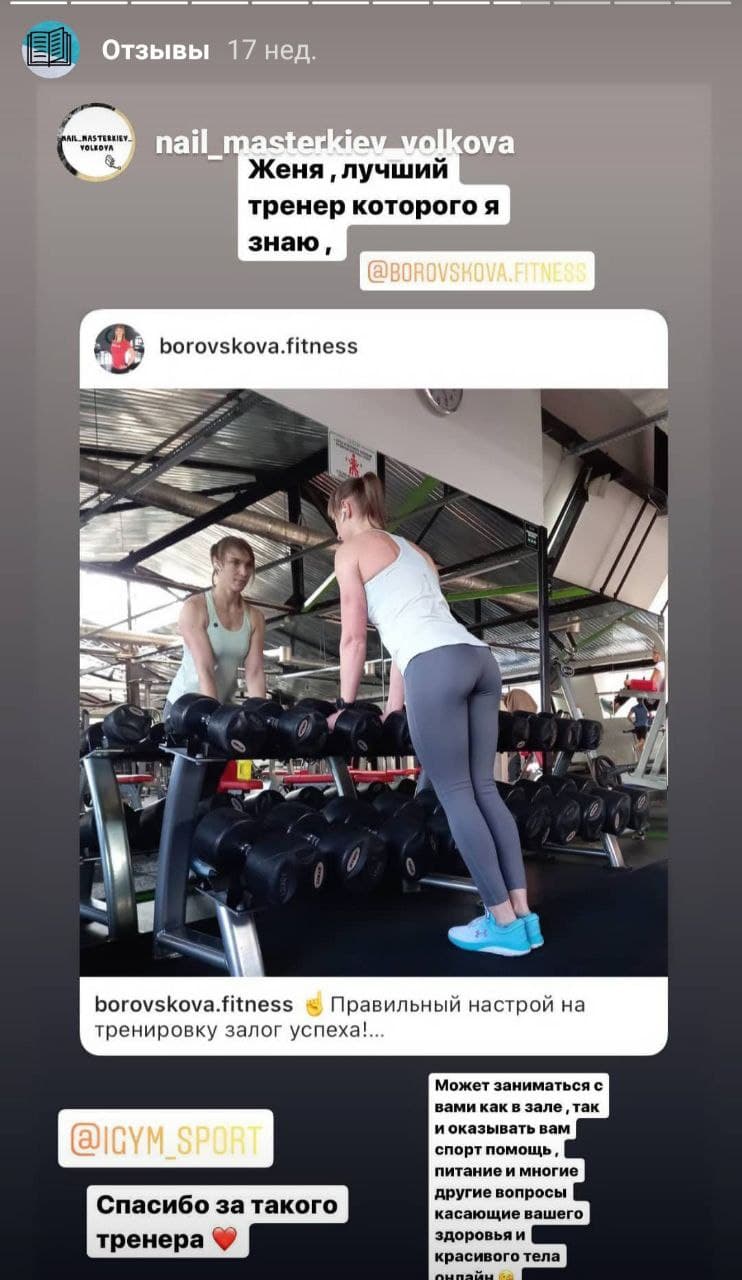 Отзывы 17 нед.
NAIL_MASTERKIEV_
VOLKOVA
nail_masterkiev_volkova
Женя , лучший
тренер которого я
знаю ,
@BOROVSKOVA.FITNESS
borovskova.fitness
borovskova.fitness ☝️Правильный настрой на
тренировку залог успеха!...
@IGYM_SPORT
Спасибо за такого
тренера ❤️
Может заниматься с
вами как в зале , так
и оказывать вам
спорт помощь ,
питание и многие
другие вопросы
касающие вашего
здоровья и
красивого тела
онлайн